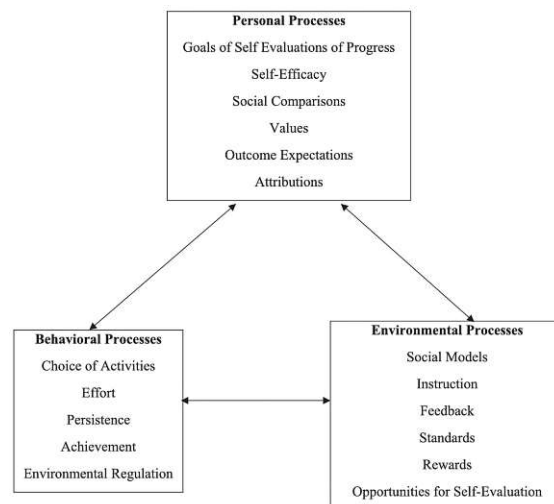 Personal Processes
Goals of Self Evaluations of Progress
Self-Efficacy
Social Comparisons
Values
Outcome Expectations
Attributions
Behavioral Processes
Choice of Activities
Effort
Persistence
Achievement
Environmental Regulation
Environmental Processes
Social Models
Instruction
Feedback
Standards
Rewards
Opportunities for Self-Evaluation